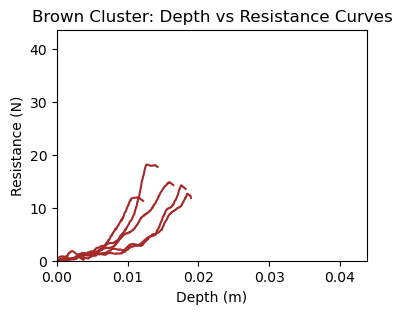 Brown Cluster: Depth vs Resistance Curves
40
30
20
10
0
Resistance (N)
0.00 0.01 0.02 0.03 0.04
Depth (m)